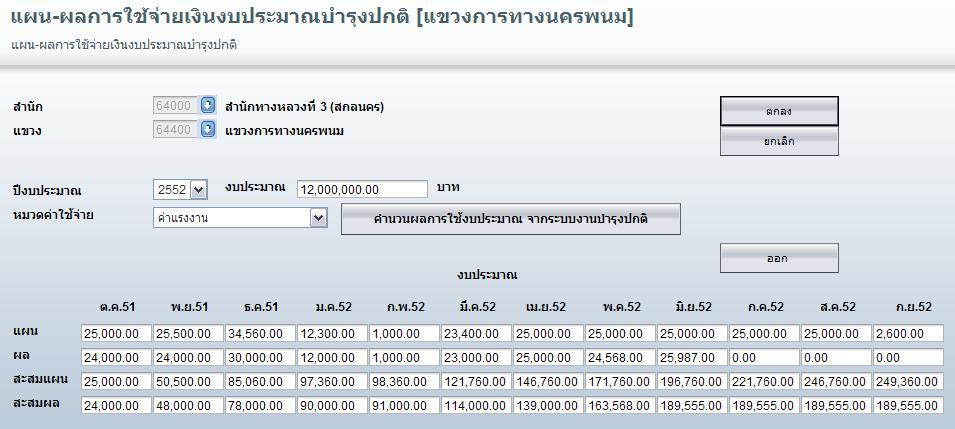 แผน-ผลการใช้จ่ายเงินงบประมาณบำรุงปกติ [แขวงการทางนครพนม]
แผน-ผลการใช้จ่ายเงินงบประมาณบำรุงปกติ
สำนัก 64000 สำนักทางหลวงที่ 3 (สกลนคร) ตกลง
แขวง 64400 แขวงการทางนครพนม
ยกเลิก
ปีงบประมาณ 2552 งบประมาณ 12,000,000.00 บาท
หมวดค่าใช้จ่าย ค่าแรงงาน คำนวนผลการใช้งบประมาณ จากระบบงานบำรุงปกติ
ออก
งบประมาณ
ต.ค.51 พ.ย.51 ธ.ค.51 ม.ค.52 ก.พ.52 มี.ค.52 เม.ย.52 พ.ค.52 มิ.ย.52 ก.ค.52 ส.ค.52 ก.ย.52
แผน 25,000.00 25,500.00 34,560.00 12,300.00 1,000.00 23,400.00 25,000.00 25,000.00 25,000.00 25,000.00 25,000.00 2,600.00
ผล 24,000.00 24,000.00 30,000.00 12,000.00 1,000.00 23,000.00 25,000.00 24,568.00 25,987.00 0.00 0.00 0.00
สะสมแผน 25,000.00 50,500.00 85,060.00 97,360.00 98,360.00 121,760.00 146,760.00 171,760.00 196,760.00 221,760.00 246,760.00 249,360.00
สะสมผล 24,000.00 48,000.00 78,000.00 90,000.00 91,000.00 114,000.00 139,000.00 163,568.00 189,555.00 189,555.00 189,555.00 189,555.00